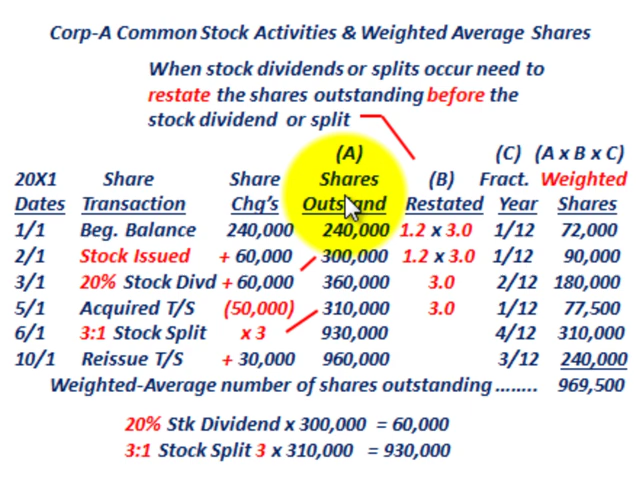 Corp-A Common Stock Activities & Weighted Average Shares
When stock dividends or splits occur need to
restate the shares outstanding before the
stock dividend or split
(A) (C) (A x B x C)
20X1 Share Share Shares (B) Fract. Weighted
Dates Transaction Chg's Outstand Restated Year Shares
1/1 Beg. Balance 240,000 240,000 1.2 x 3.0 1/12 72,000
2/1 Stock Issued + 60,000 300,000 1.2 x 3.0 1/12 90,000
3/1 20% Stock Divd + 60,000 360,000 3.0 2/12 180,000
5/1 Acquired T/S (50,000) 310,000 3.0 1/12 77,500
6/1 3:1 Stock Split x 3 930,000 4/12 310,000
10/1 Reissue T/S + 30,000 960,000 3/12 240,000
Weighted-Average number of shares outstanding ........ 969,500
20% Stk Dividend x 300,000 = 60,000
3:1 Stock Split 3 x 310,000 = 930,000